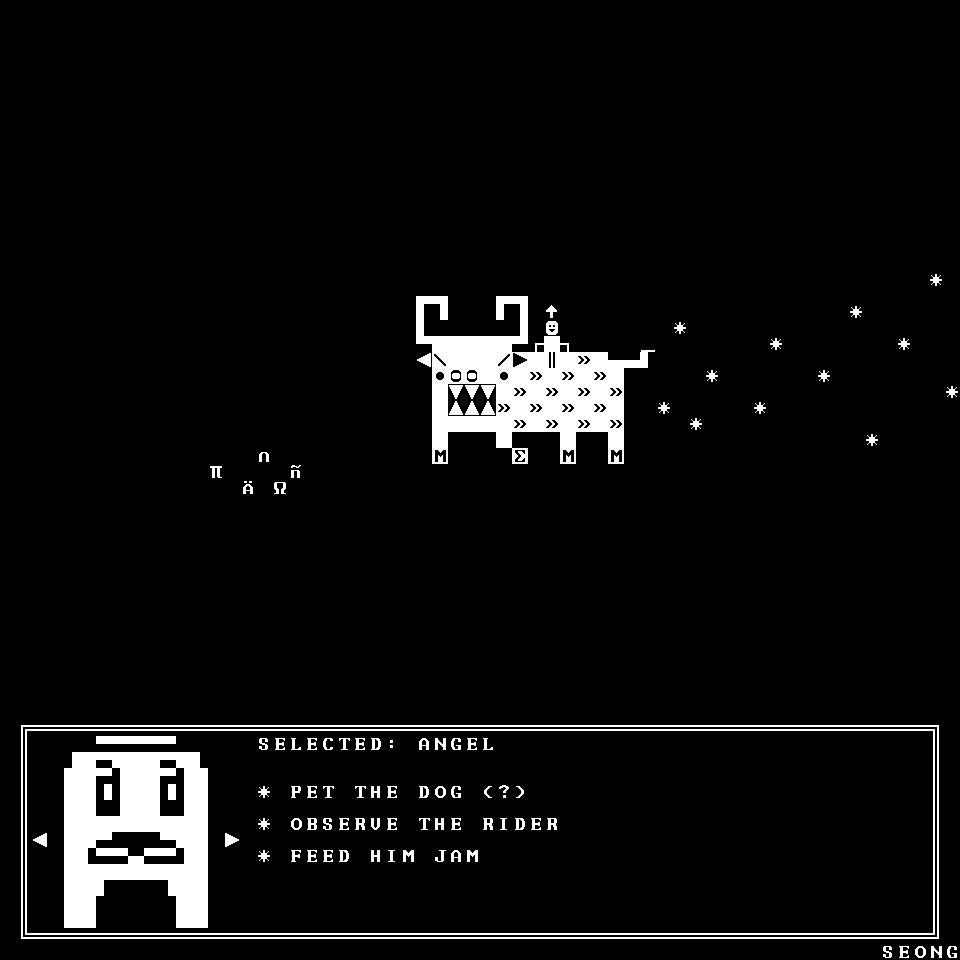 ∩
π ñ
Ä Ω
SELECTED: ANGEL
* PET THE DOG (?)
* OBSERVE THE RIDER
* FEED HIM JAM
SEONG